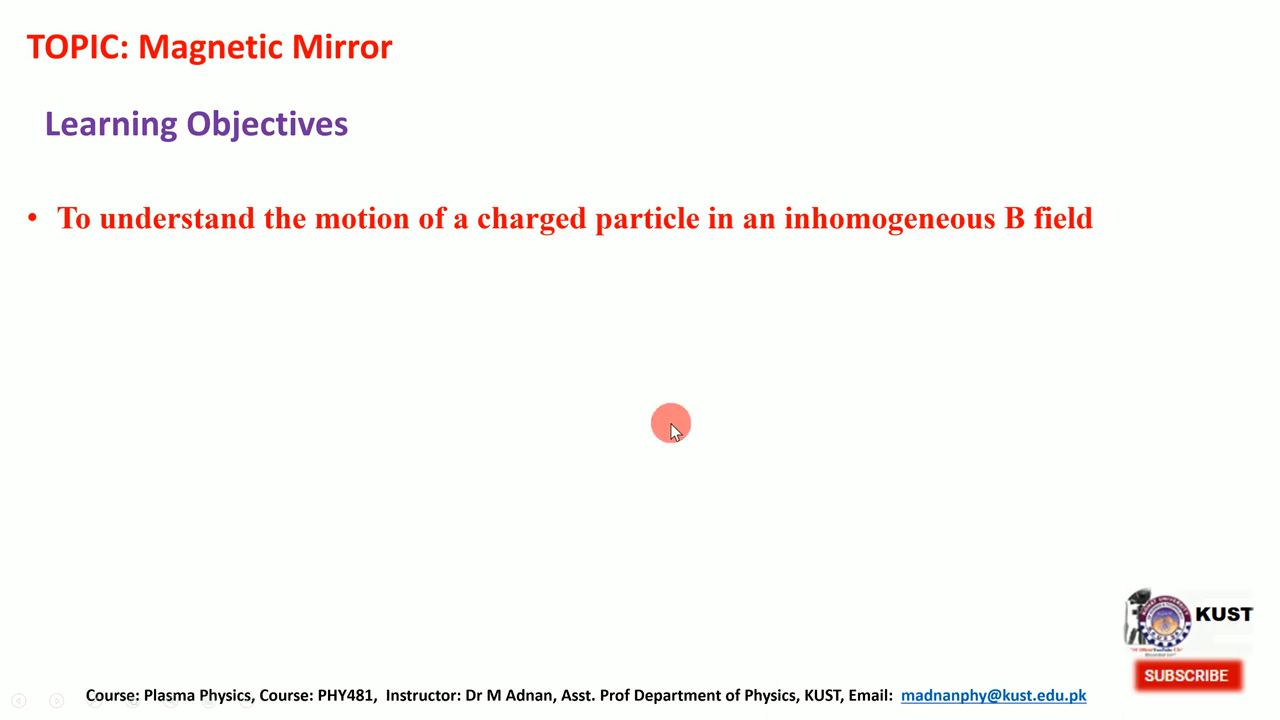 TOPIC: Magnetic Mirror
Learning Objectives
• To understand the motion of a charged particle in an inhomogeneous B field
KUST
SUBSCRIBE
Course: Plasma Physics, Course: PHY481, Instructor: Dr M Adnan, Asst. Prof Department of Physics, KUST, Email: madnanphy@kust.edu.pk